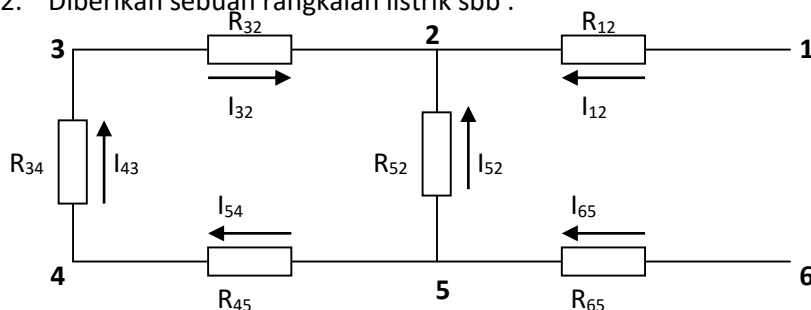 2. Diberikan sebuah rangkaian listrik sbb :
R32
R12
3
2
1
I32
I12
R34
I43
R52
I52
I54
I65
4
5
6
R45
R65